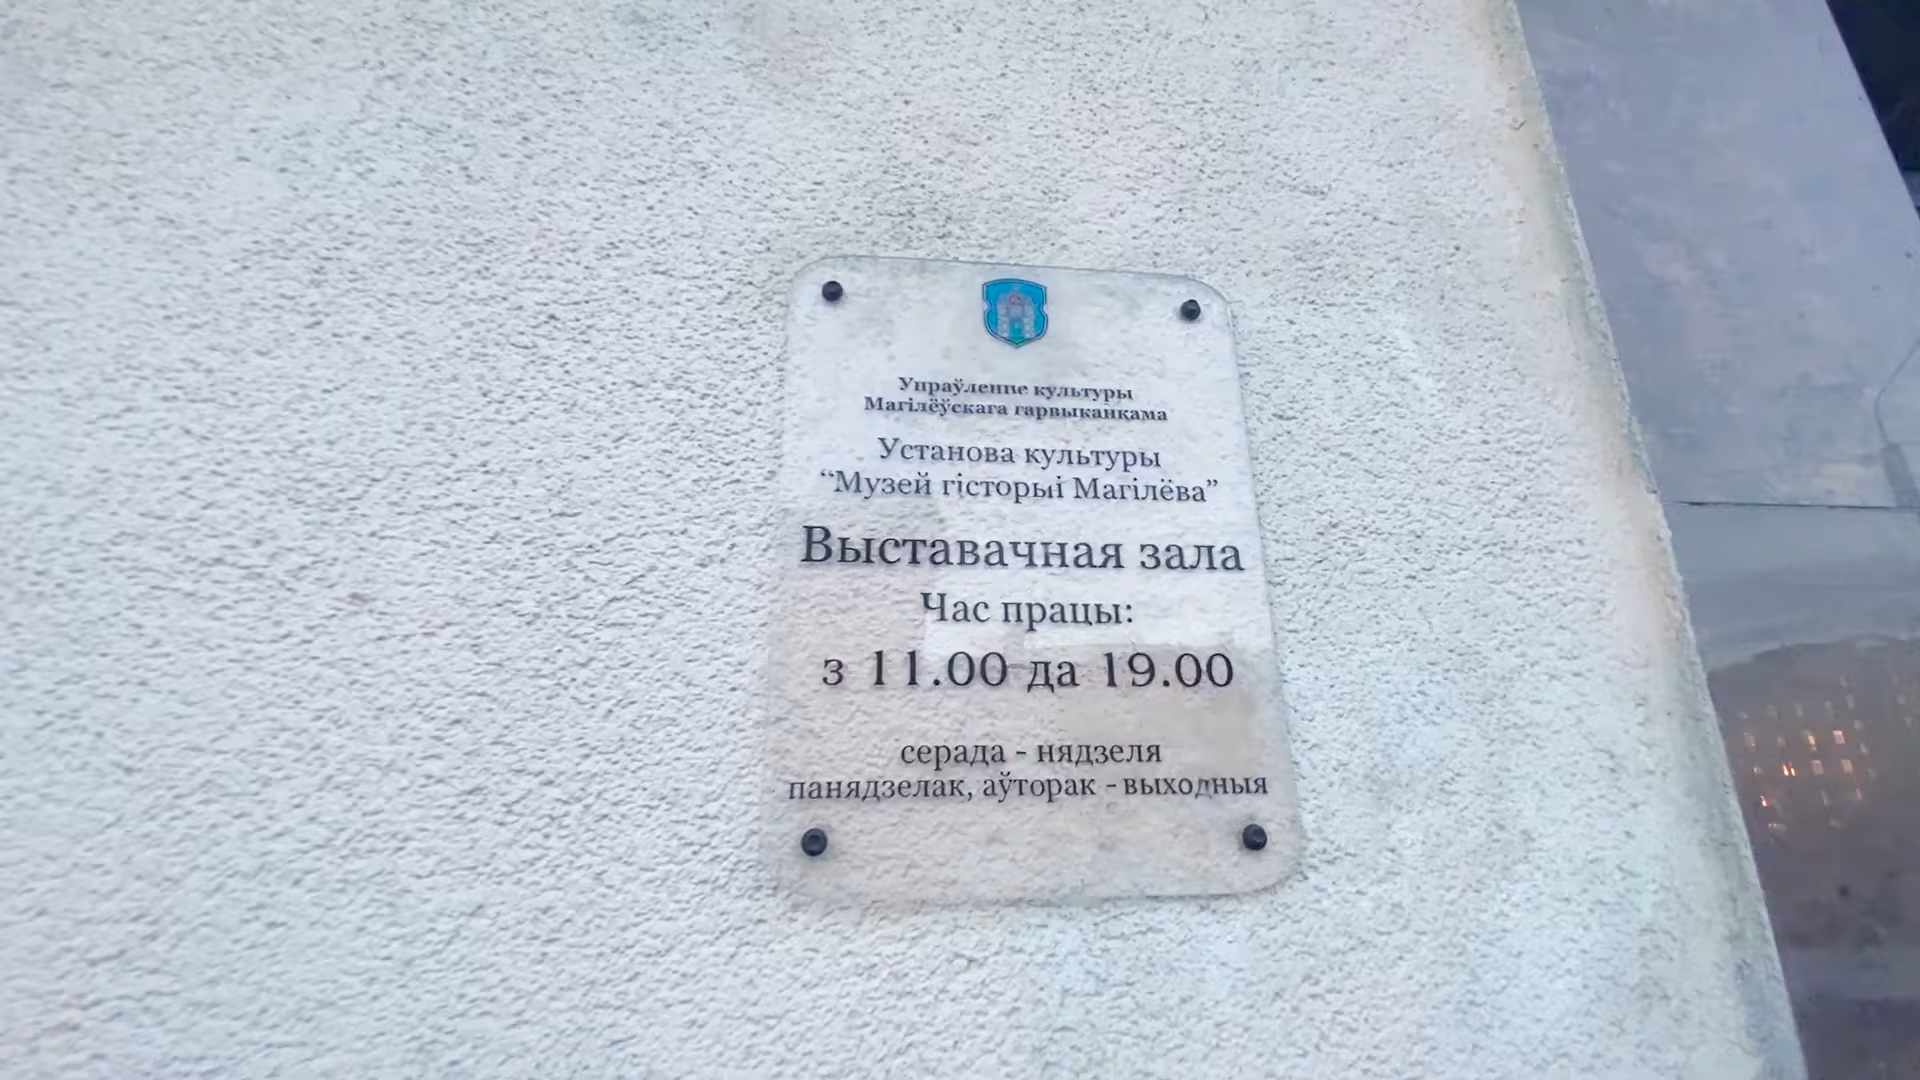 Упраўленне культуры
Магілёўскага гарвыканкама
Установа культуры
“Музей гісторыі Магілёва”
Выставачная зала
Час працы:
з 11.00 да 19.00
серада - нядзеля
панядзелак, аўторак - выходныя